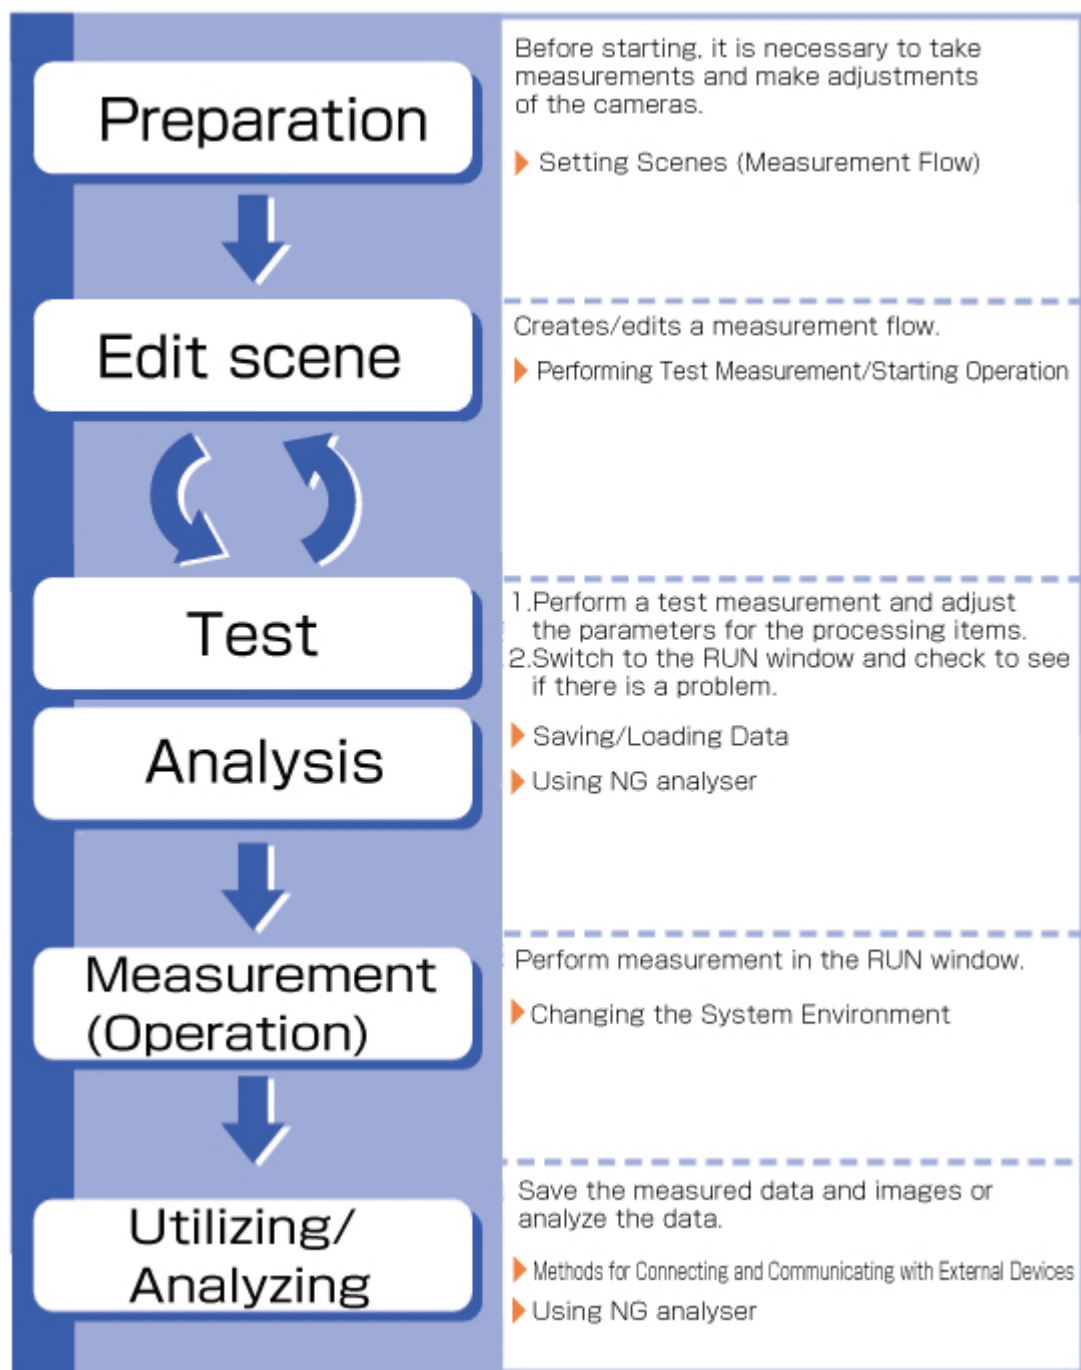 Preparation
Before starting, it is necessary to take
measurements and make adjustments
of the cameras.
Setting Scenes (Measurement Flow)
Edit scene
Creates/edits a measurement flow.
Performing Test Measurement/Starting Operation
Test
Analysis
1.Perform a test measurement and adjust
the parameters for the processing items.
2.Switch to the RUN window and check to see
if there is a problem.
Saving/Loading Data
Using NG analyser
Measurement
(Operation)
Perform measurement in the RUN window.
Changing the System Environment
Utilizing/
Analyzing
Save the measured data and images or
analyze the data.
Methods for Connecting and Communicating with External Devices
Using NG analyser